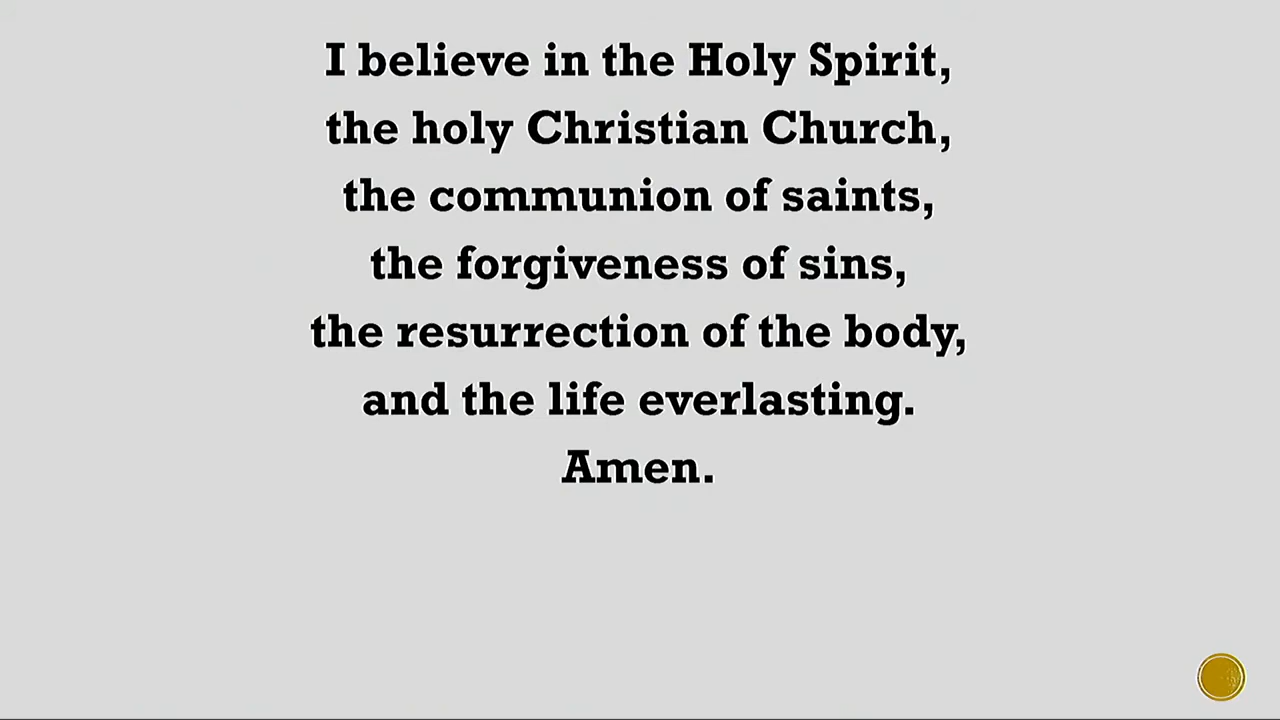 I believe in the Holy Spirit,
the holy Christian Church,
the communion of saints,
the forgiveness of sins,
the resurrection of the body,
and the life everlasting.
Amen.